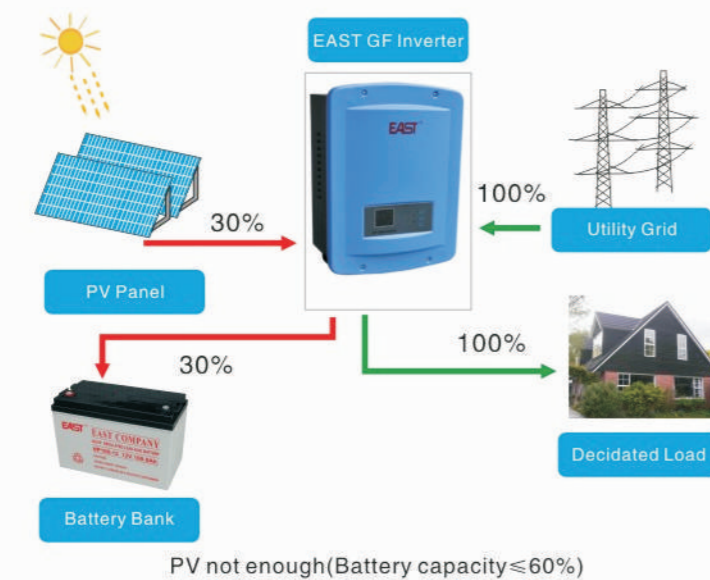 EAST GF Inverter
EAST
100%
30%
Utility Grid
PV Panel
30%
100%
EAST
EAST COMPANY
Decidated Load
Battery Bank
PV not enough(Battery capacity≤60%)